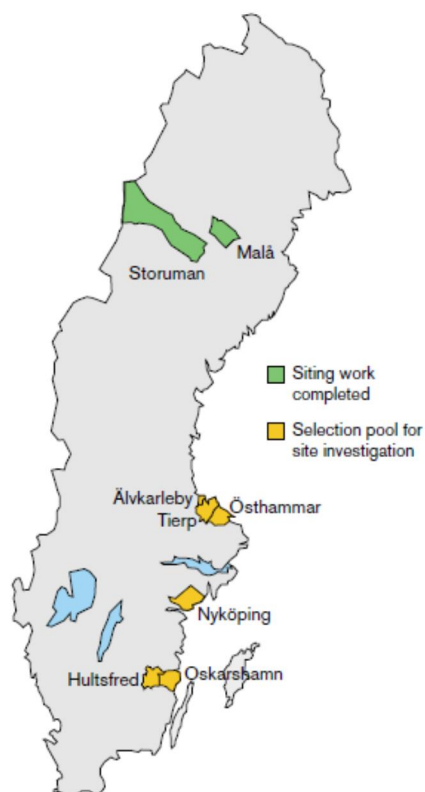 Malå
Storuman
Siting work
completed
Selection pool for
site investigation
Älvkarleby
Östhammar
Tierp
Nyköping
Hultsfred
Oskarshamn